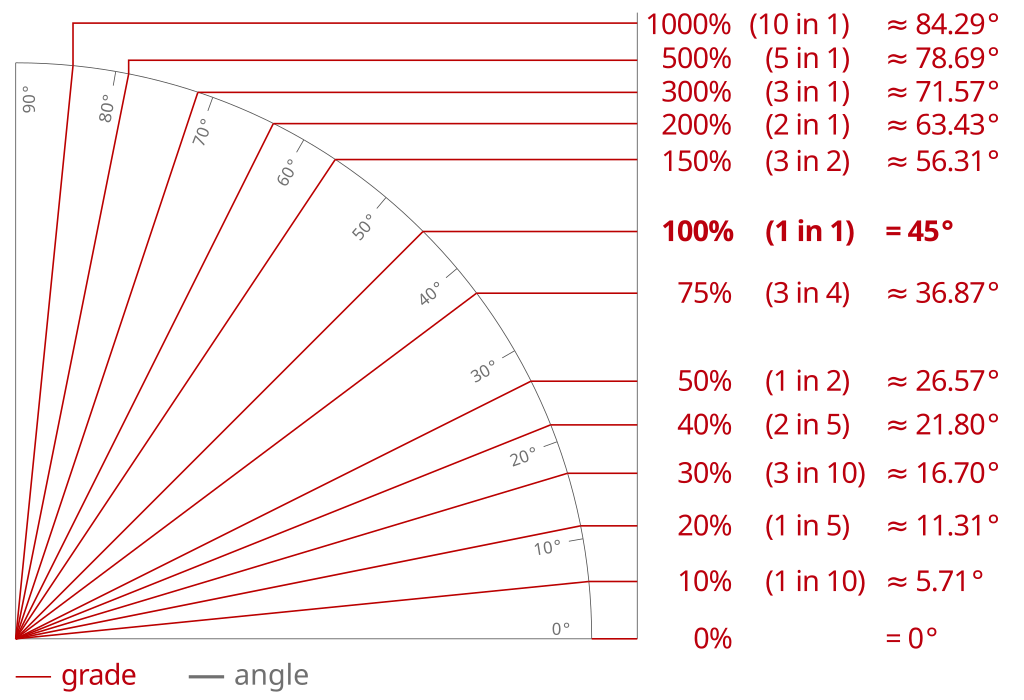 1000% (10 in 1) ≈ 84.29°
500% (5 in 1) ≈ 78.69°
300% (3 in 1) ≈ 71.57°
200% (2 in 1) ≈ 63.43°
150% (3 in 2) ≈ 56.31°
100% (1 in 1) = 45°
75% (3 in 4) ≈ 36.87°
50% (1 in 2) ≈ 26.57°
40% (2 in 5) ≈ 21.80°
30% (3 in 10) ≈ 16.70°
20% (1 in 5) ≈ 11.31°
10% (1 in 10) ≈ 5.71°
0% = 0°
90°
80°
70°
60°
50°
40°
30°
20°
10°
0°
grade angle